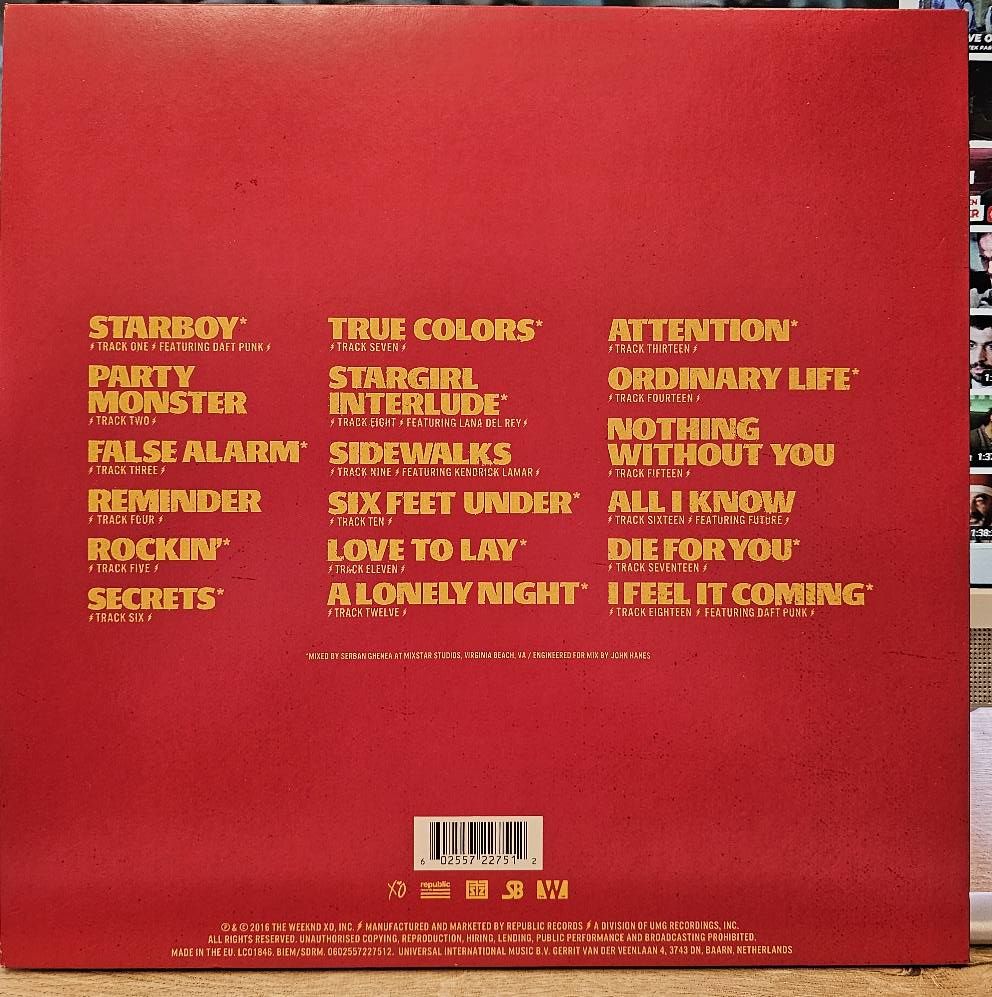 STARBOY*
TRACK ONE FEATURING DAFT PUNK
PARTY
MONSTER
TRACK TWO
FALSE ALARM*
TRACK THREE
REMINDER
TRACK FOUR
ROCKIN'*
TRACK FIVE
SECRETS*
TRACK SIX
TRUE COLORS*
TRACK SEVEN
STARGIRL
INTERLUDE*
TRACK EIGHT FEATURING LANA DEL REY
SIDEWALKS
TRACK NINE FEATURING KENDRICK LAMAR
SIX FEET UNDER*
TRACK TEN
LOVE TO LAY*
TRACK ELEVEN
A LONELY NIGHT*
TRACK TWELVE
ATTENTION*
TRACK THIRTEEN
ORDINARY LIFE*
TRACK FOURTEEN
NOTHING
WITHOUT YOU
TRACK FIFTEEN
ALL I KNOW
TRACK SIXTEEN FEATURING FUTURE
DIE FOR YOU*
TRACK SEVENTEEN
I FEEL IT COMING*
TRACK EIGHTEEN FEATURING DAFT PUNK
*MIXED BY SERBAN GHENEA AT MIXSTAR STUDIOS, VIRGINIA BEACH, VA / ENGINEERED FOR MIX BY JOHN HANES
6 02557 22751 2
XO republic SB W
℗ & © 2016 THE WEEKND XO, INC. MANUFACTURED AND MARKETED BY REPUBLIC RECORDS A DIVISION OF UMG RECORDINGS, INC.
ALL RIGHTS RESERVED. UNAUTHORISED COPYING, REPRODUCTION, HIRING, LENDING, PUBLIC PERFORMANCE AND BROADCASTING PROHIBITED.
MADE IN THE EU. LC01846. BIEM/SDRM. 0602557227512. UNIVERSAL INTERNATIONAL MUSIC B.V. GERRIT VAN DER VEENLAAN 4, 3743 DN, BAARN, NETHERLANDS